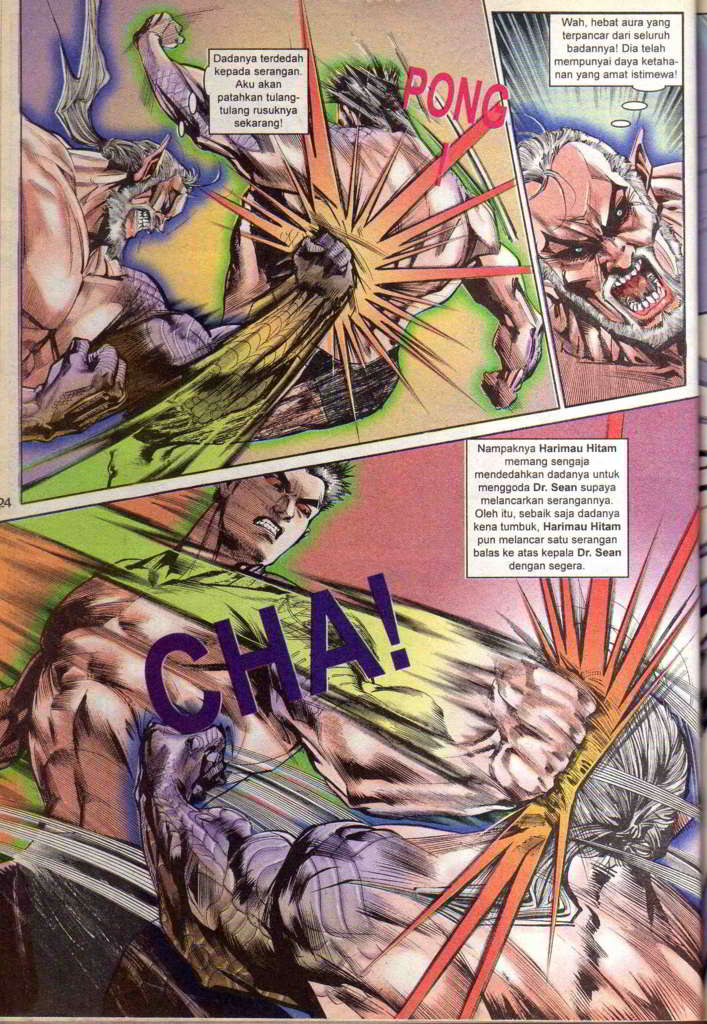 Dadanya terdedah
kepada serangan.
Aku akan
patahkan tulang-
tulang rusuknya
sekarang!
PONG
!
Wah, hebat aura yang
terpancar dari seluruh
badannya! Dia telah
mempunyai daya ketaha-
nan yang amat istimewa!
24
Nampaknya Harimau Hitam
memang sengaja
mendedahkan dadanya untuk
menggoda Dr. Sean supaya
melancarkan serangannya.
Oleh itu, sebaik saja dadanya
kena tumbuk, Harimau Hitam
pun melancar satu serangan
balas ke atas kepala Dr. Sean
dengan segera.
CHA!